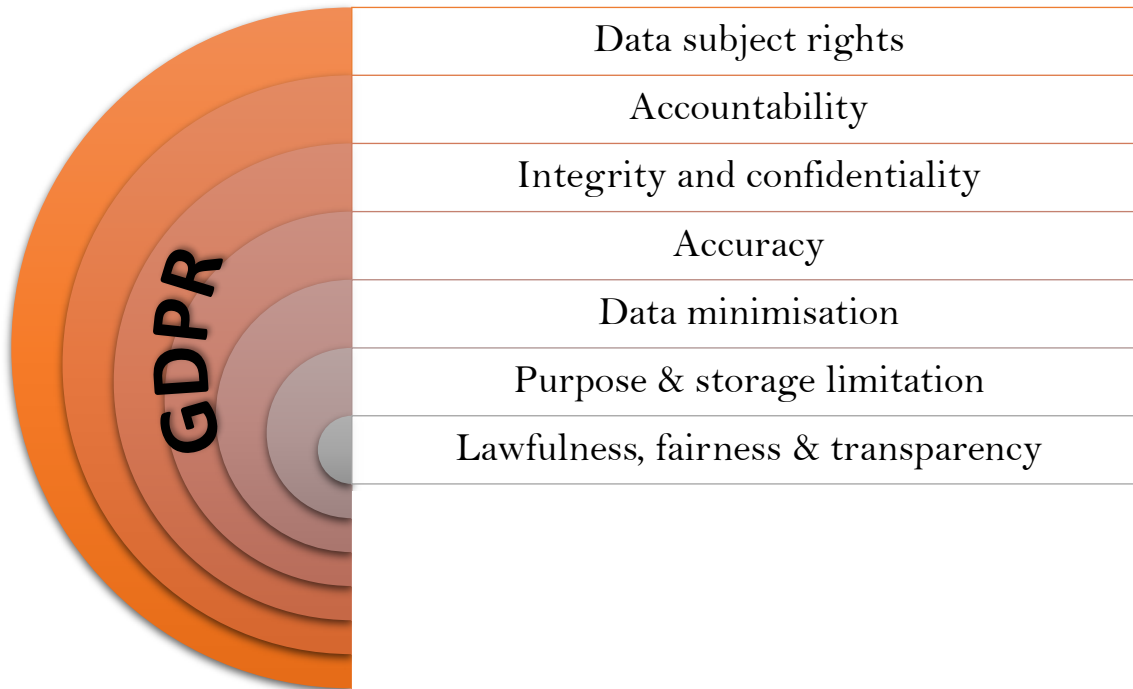 GDPR
Data subject rights
Accountability
Integrity and confidentiality
Accuracy
Data minimisation
Purpose & storage limitation
Lawfulness, fairness & transparency